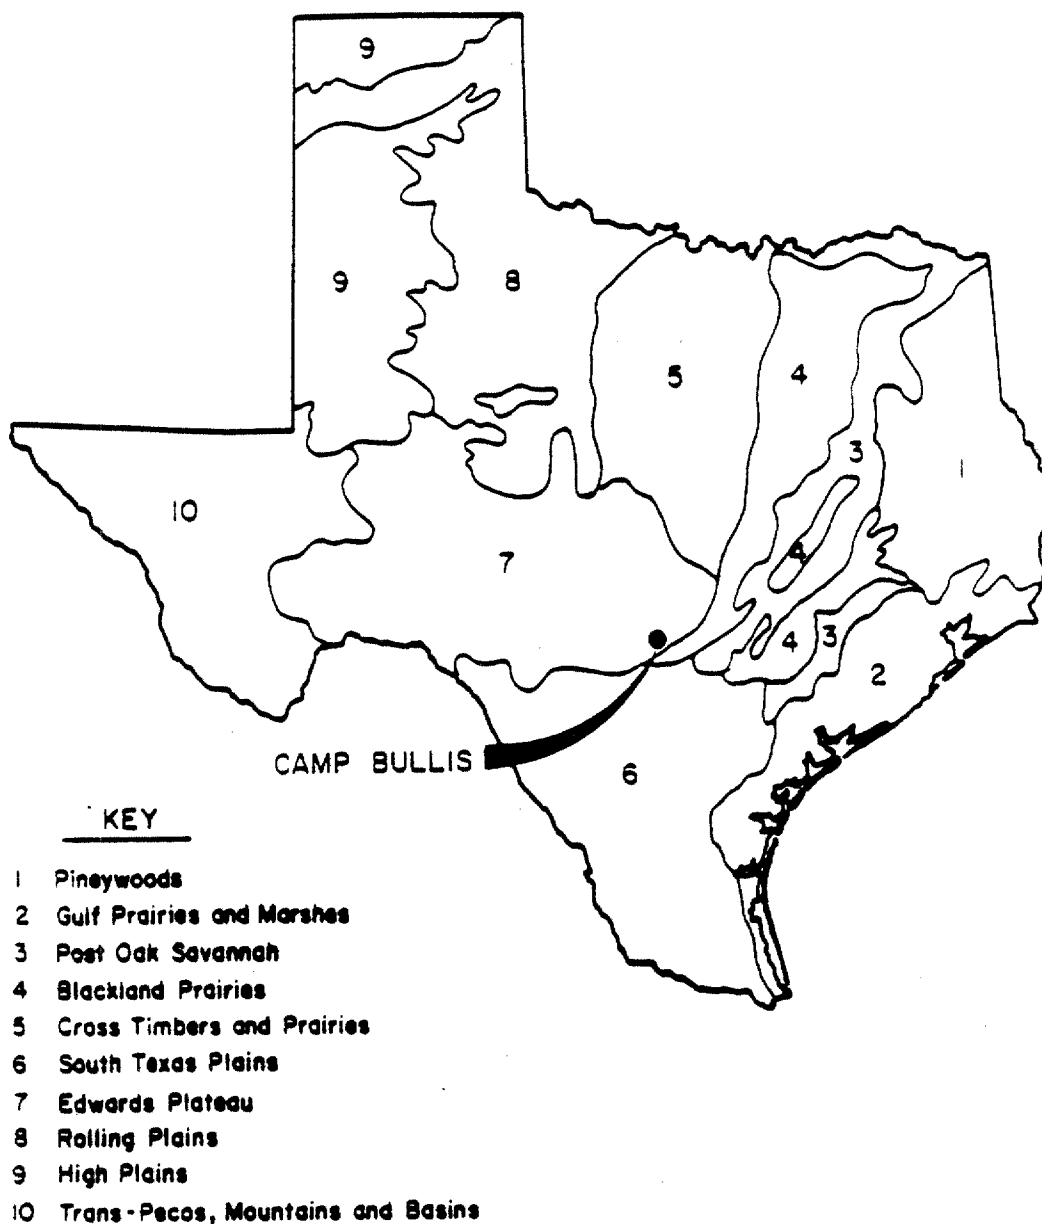 9
9
8
5
4
3
1
10
7
4
4
3
2
CAMP BULLIS
6
KEY
1 Pineywoods
2 Gulf Prairies and Marshes
3 Post Oak Savannah
4 Blackland Prairies
5 Cross Timbers and Prairies
6 South Texas Plains
7 Edwards Plateau
8 Rolling Plains
9 High Plains
10 Trans-Pecos, Mountains and Basins